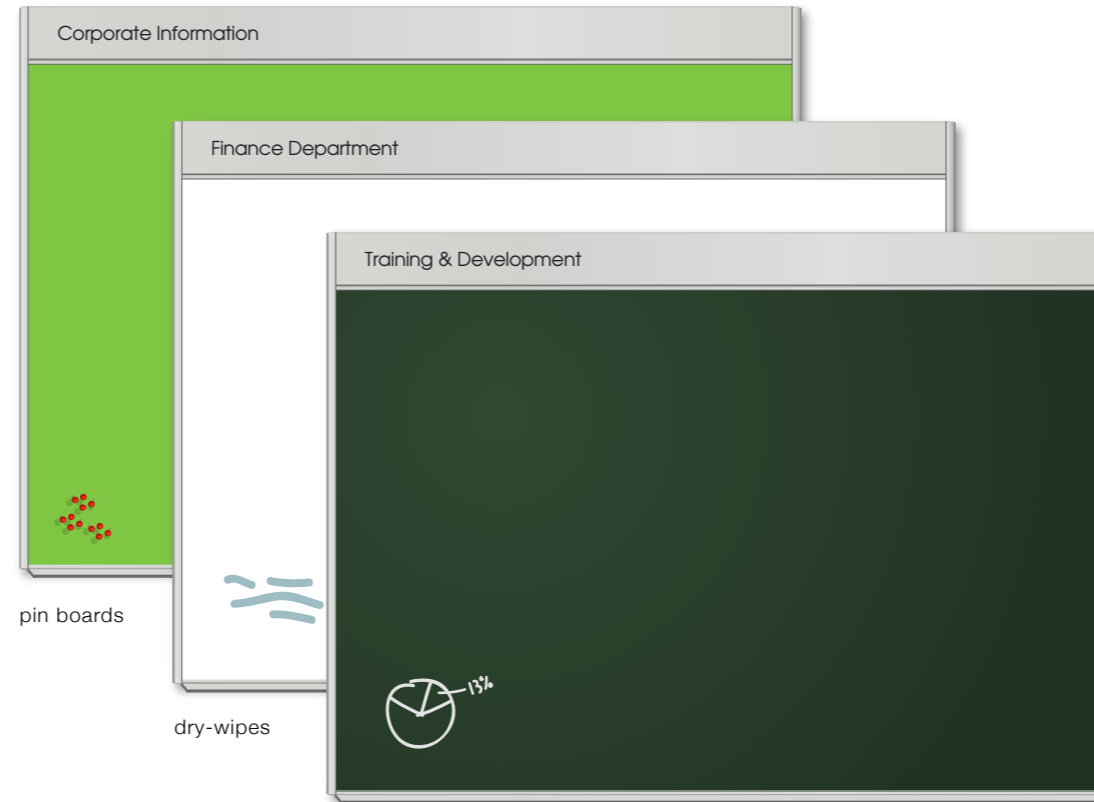 Corporate Information
Finance Department
Training & Development
pin boards
13%
dry-wipes